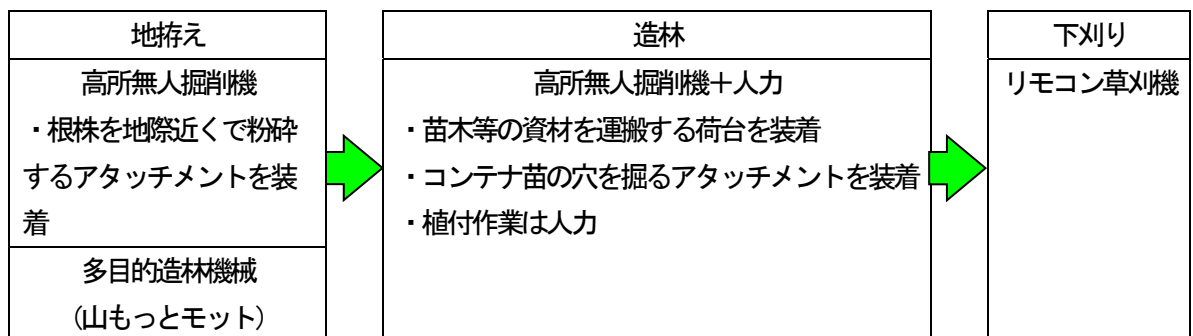 地拵え
高所無人掘削機
・根株を地際近くで粉砕
するアタッチメントを装
着
多目的造林機械
（山もっとモット）
造林
高所無人掘削機＋人力
・苗木等の資材を運搬する荷台を装着
・コンテナ苗の穴を掘るアタッチメントを装着
・植付作業は人力
下刈り
リモコン草刈機